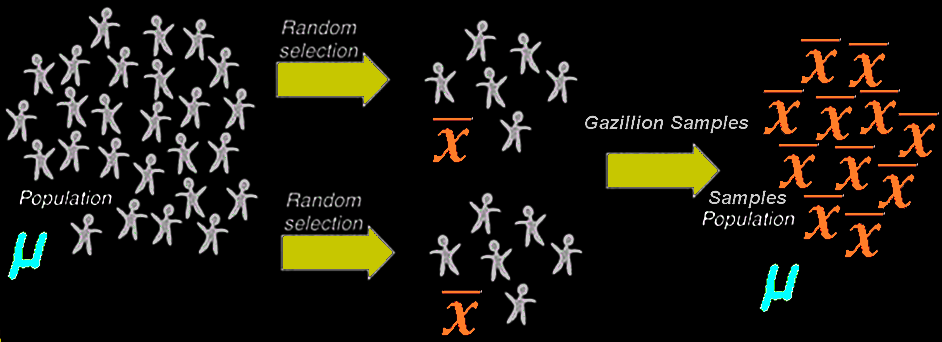 Random
selection
Population
μ
x̄
Random
selection
x̄
Gazillion Samples
x̄ x̄
x̄ x̄ x̄ x̄
x̄ x̄ x̄
x̄ x̄
Samples
Population
μ